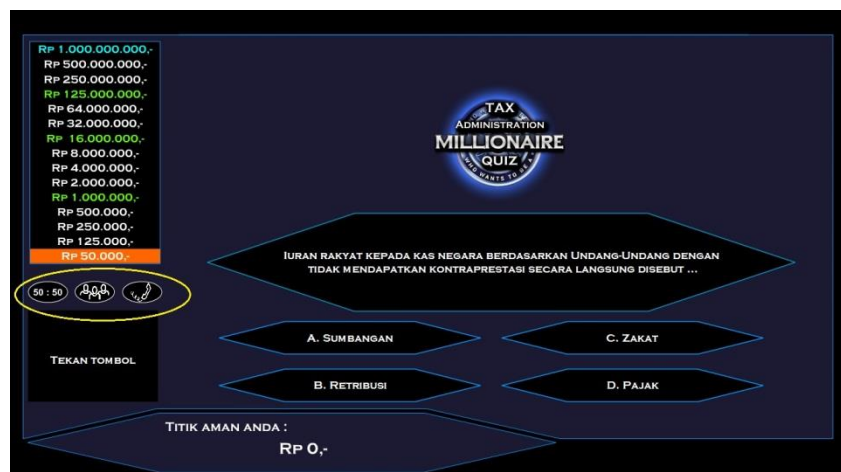 Rp 1.000.000.000,-
Rp 500.000.000,-
Rp 250.000.000,-
Rp 125.000.000,-
Rp 64.000.000,-
Rp 32.000.000,-
Rp 16.000.000,-
Rp 8.000.000,-
Rp 4.000.000,-
Rp 2.000.000,-
Rp 1.000.000,-
Rp 500.000,-
Rp 250.000,-
Rp 125.000,-
Rp 50.000,-
50 : 50
Tekan tombol
Tax
Administration
MILLIONAIRE
Quiz
WHO WANTS TO BE A
Iuran rakyat kepada kas negara berdasarkan Undang-Undang dengan
tidak mendapatkan kontraprestasi secara langsung disebut ...
A. Sumbangan
C. Zakat
B. Retribusi
D. Pajak
Titik aman anda :
Rp 0,-